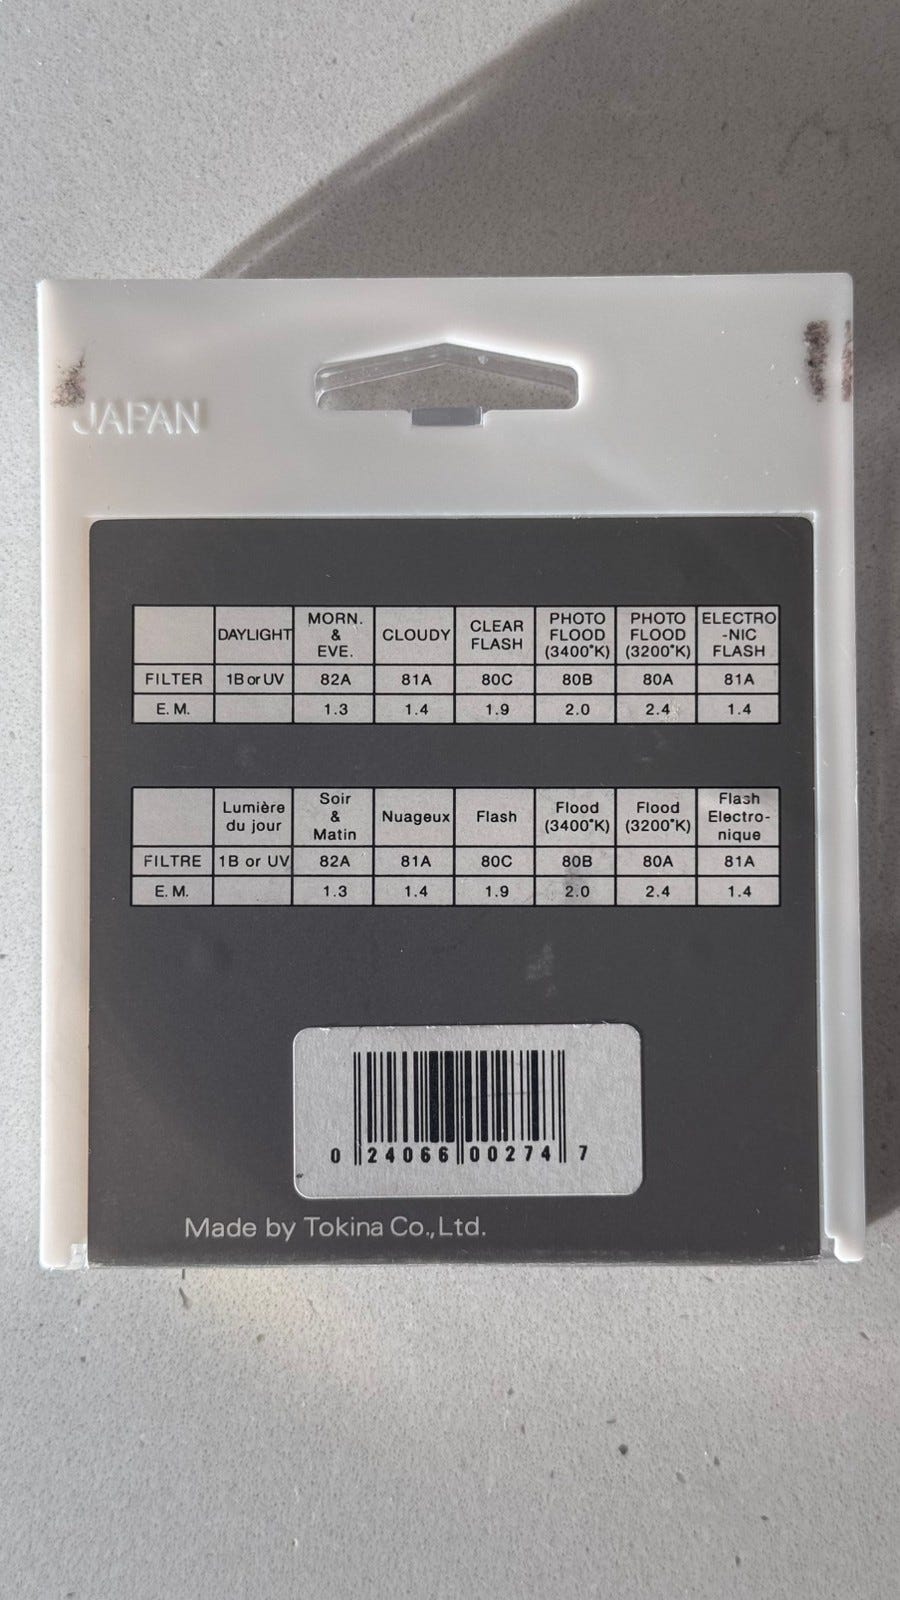 JAPAN
DAYLIGHT MORN. & EVE. CLOUDY CLEAR FLASH PHOTO FLOOD (3400°K) PHOTO FLOOD (3200°K) ELECTRO-NIC FLASH
FILTER 1B or UV 82A 81A 80C 80B 80A 81A
E.M. 1.3 1.4 1.9 2.0 2.4 1.4
Lumière du jour Soir & Matin Nuageux Flash Flood (3400°K) Flood (3200°K) Flash Electro-nique
FILTRE 1B or UV 82A 81A 80C 80B 80A 81A
E.M. 1.3 1.4 1.9 2.0 2.4 1.4
0 24066 00274 7
Made by Tokina Co., Ltd.